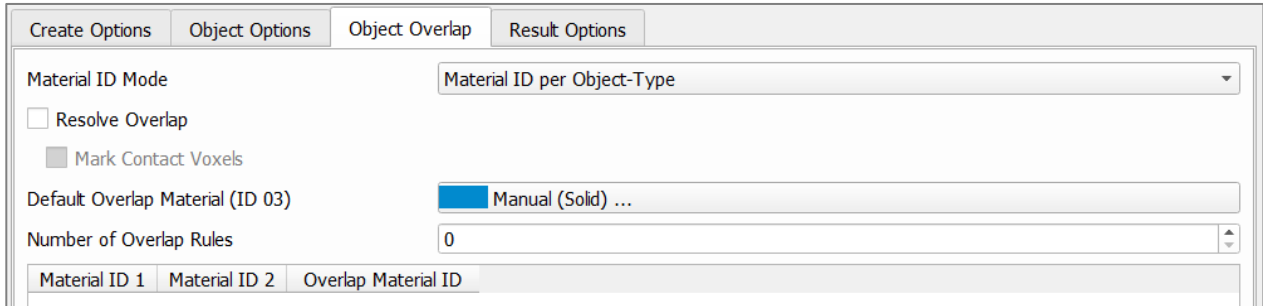 Create Options Object Options Object Overlap Result Options
Material ID Mode Material ID per Object-Type
Resolve Overlap
Mark Contact Voxels
Default Overlap Material (ID 03) Manual (Solid) ...
Number of Overlap Rules 0
Material ID 1 Material ID 2 Overlap Material ID